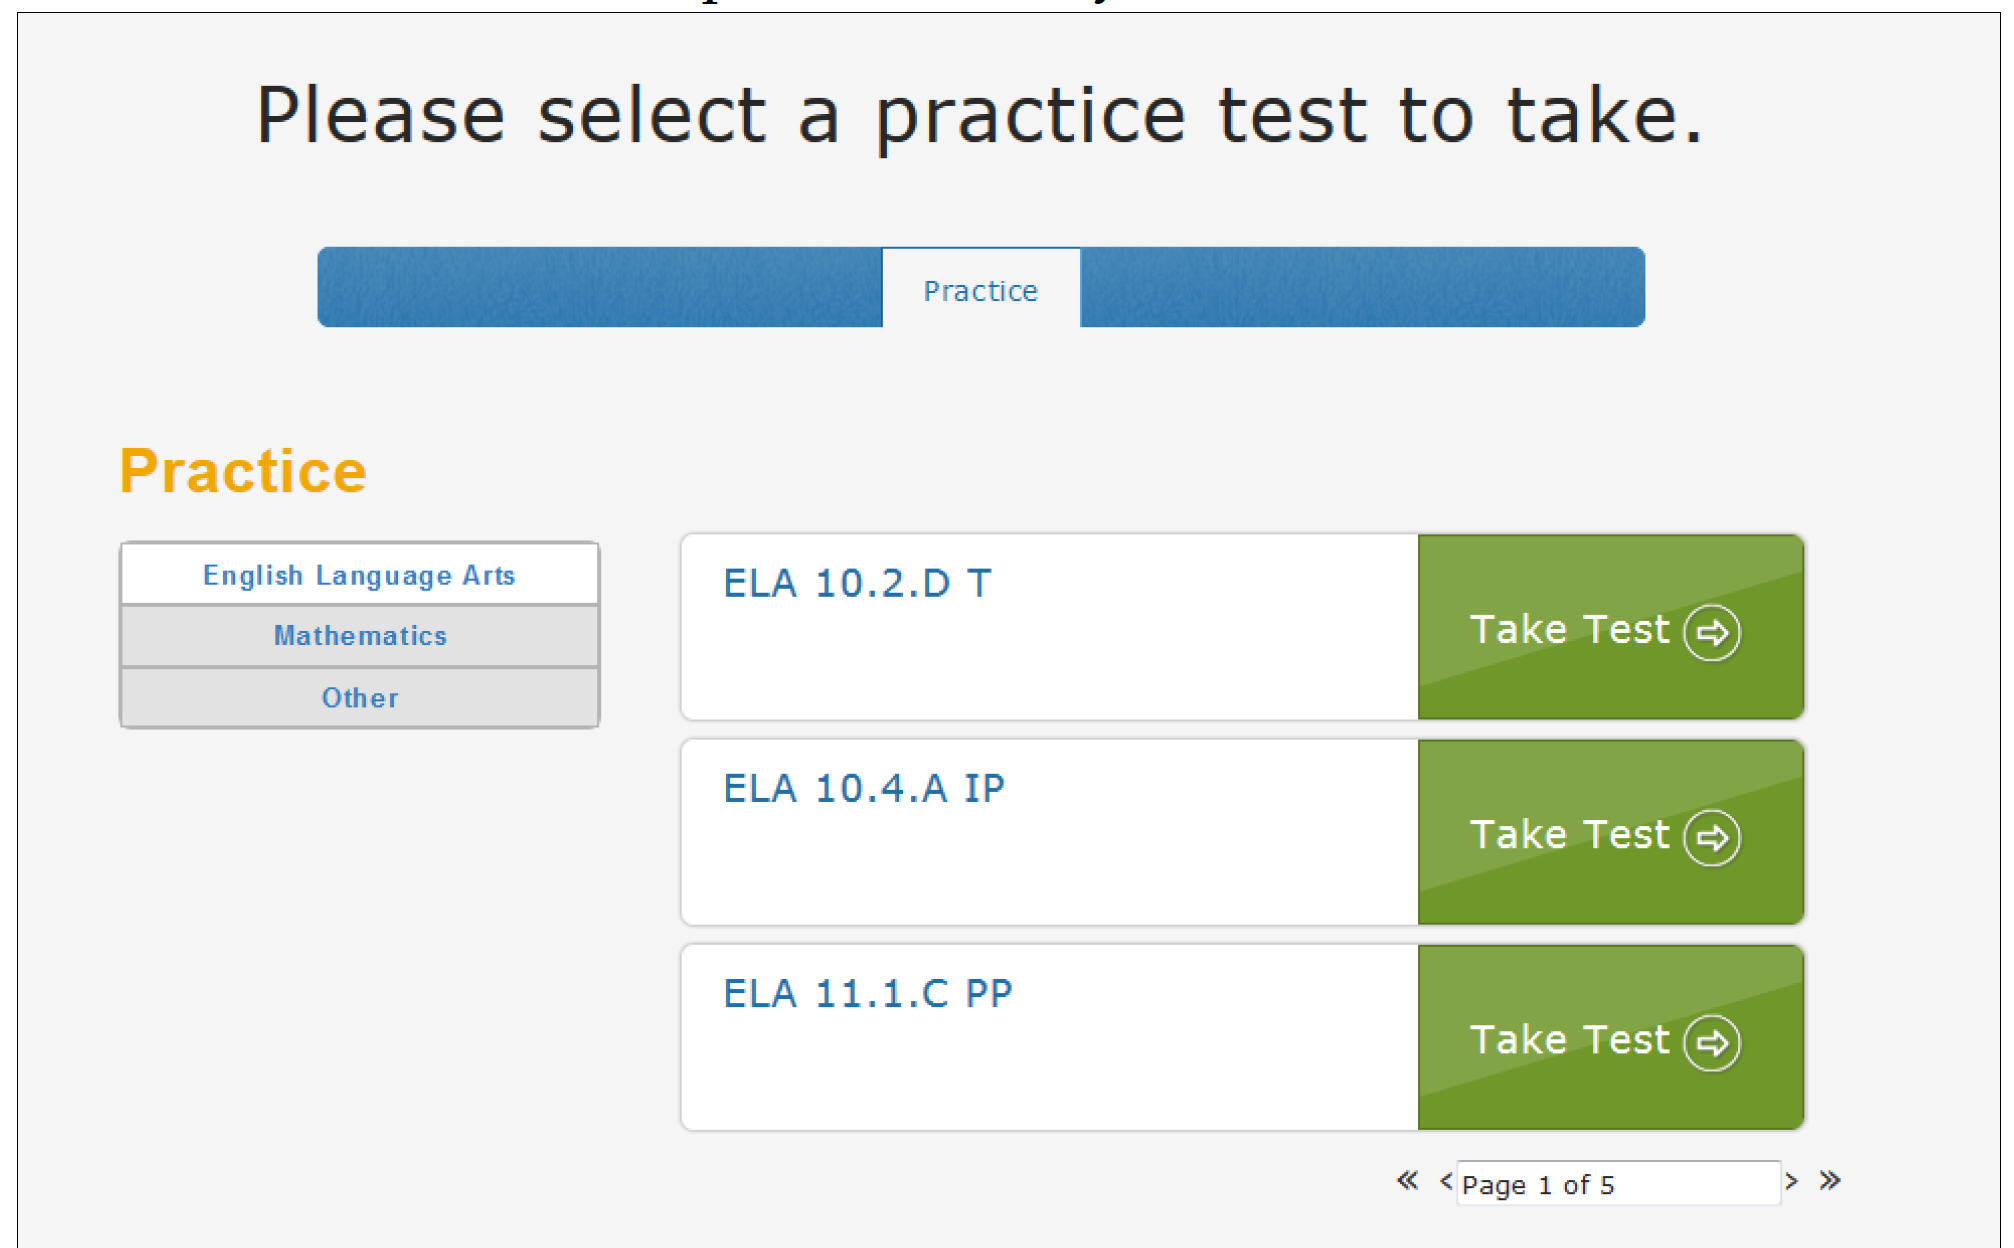 Please select a practice test to take.
Practice
Practice
English Language Arts
Mathematics
Other
ELA 10.2.D T
Take Test
ELA 10.4.A IP
Take Test
ELA 11.1.C PP
Take Test
« < Page 1 of 5 > »